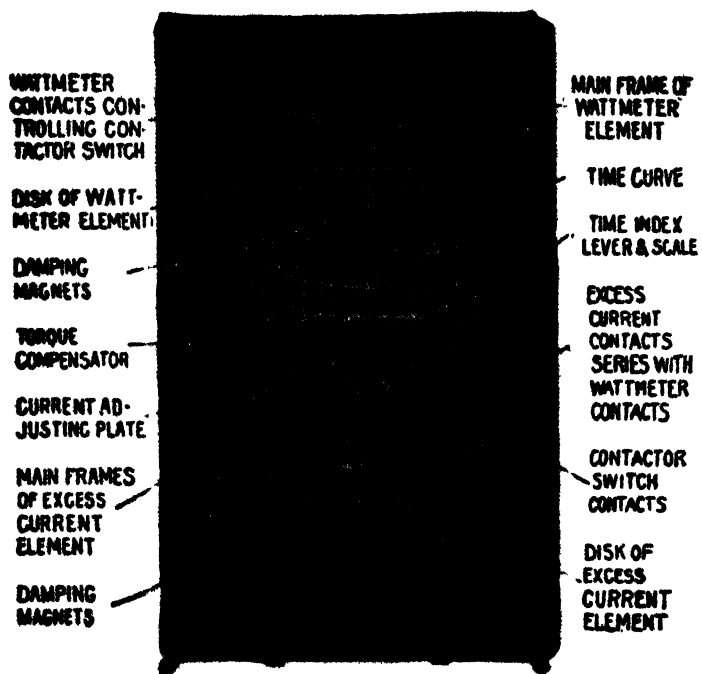 WATTMETER
CONTACTS CON-
TROLLING CON-
TACTOR SWITCH
DISK OF WATT-
METER ELEMENT
DAMPING
MAGNETS
TORQUE
COMPENSATOR
CURRENT AD-
JUSTING PLATE
MAIN FRAMES
OF EXCESS
CURRENT
ELEMENT
DAMPING
MAGNETS
MAIN FRAME OF
WATTMETER
ELEMENT
TIME CURVE
TIME INDEX
LEVER & SCALE
EXCESS
CURRENT
CONTACTS
SERIES WITH
WATTMETER
CONTACTS
CONTACTOR
SWITCH
CONTACTS
DISK OF
EXCESS
CURRENT
ELEMENT